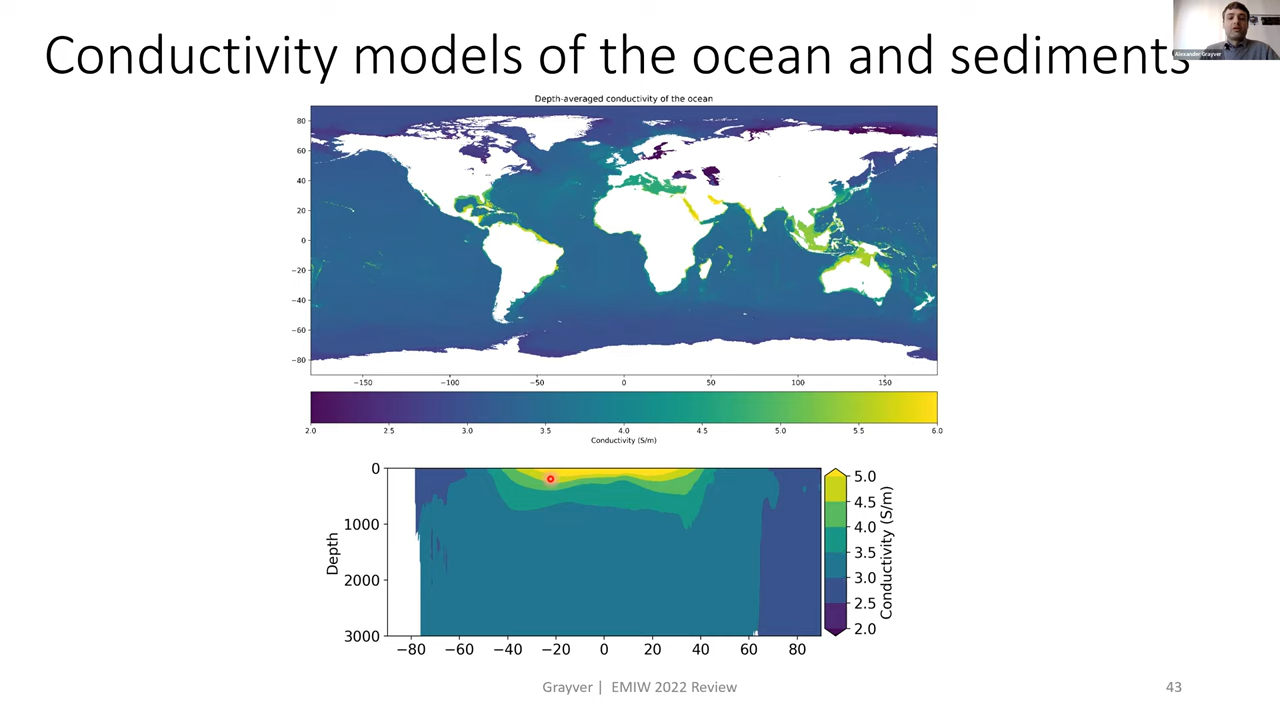 Conductivity models of the ocean and sediments
Alexander Grayver
Depth-averaged conductivity of the ocean
80
60
40
20
0
−20
−40
−60
−80
−150 −100 −50 0 50 100 150
2.0 2.5 3.0 3.5 4.0 4.5 5.0 5.5 6.0
Conductivity (S/m)
0
1000
2000
3000
Depth
−80 −60 −40 −20 0 20 40 60 80
5.0
4.5
4.0
3.5
3.0
2.5
2.0
Conductivity (S/m)
Grayver | EMIW 2022 Review
43